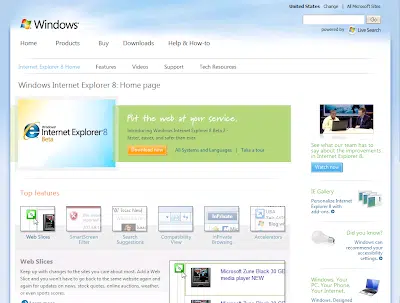 United States Change | All Microsoft Sites
Go
powered by Live Search
Windows®
Home Products Buy Downloads Help & How-to
Internet Explorer 8 Home | Features Videos Support Tech Resources
Windows Internet Explorer 8: Home page
Windows
Internet Explorer 8
Beta
Put the web at your service.
Introducing Windows Internet Explorer 8 Beta 2
faster, easier and safer than ever.
Download now
All Systems and Languages | Take a tour
See what our team has to
say about the improvements
in Internet Explorer.
Watch now
Top features
Web Slices
SmartScreen
Filter
Search
Suggestions
Compatibility
View
InPrivate
InPrivate
Browsing
USA
Blog wi
Accelerators
IE Gallery
Personalize Internet
Explorer 8 with
add-ons
Did you know?
Windows can
recommend your
accessibility
settings.
Web Slices
Keep up with changes to the sites you care about most. Add a Web
Slice and you won't have to go back to the same website again and
again for updates on news, stock quotes, online auctions, weather,
or even sports scores.
Microsoft Zune Black 30 GE
media player NEW
Microsoft Zune Black 30 GE
Windows. Your
PC. Your Phone.
Your Internet.
Windows.